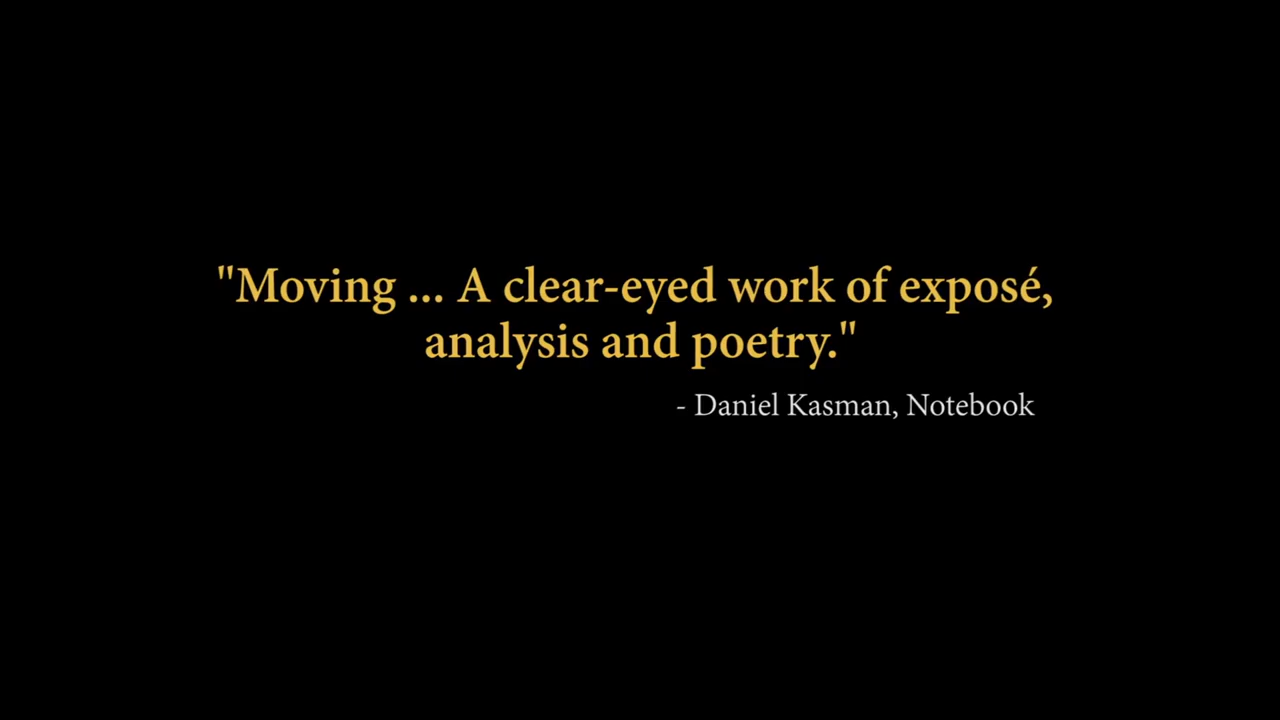 "Moving ... A clear-eyed work of exposé,
analysis and poetry."
- Daniel Kasman, Notebook